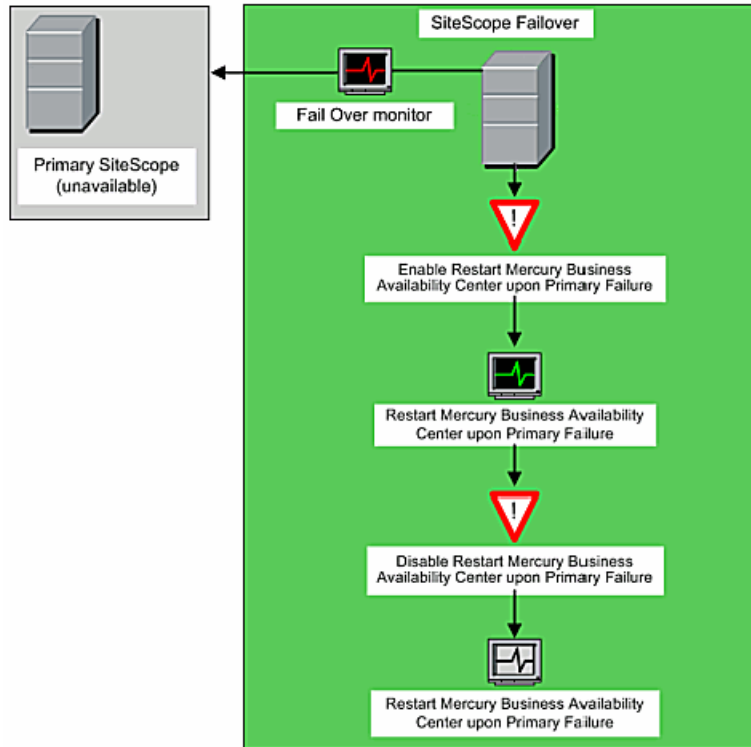 SiteScope Failover
Fail Over monitor
Primary SiteScope
(unavailable)
!
Enable Restart Mercury Business
Availability Center upon Primary Failure
Restart Mercury Business Availability
Center upon Primary Failure
!
Disable Restart Mercury Business
Availability Center upon Primary Failure
Restart Mercury Business Availability
Center upon Primary Failure